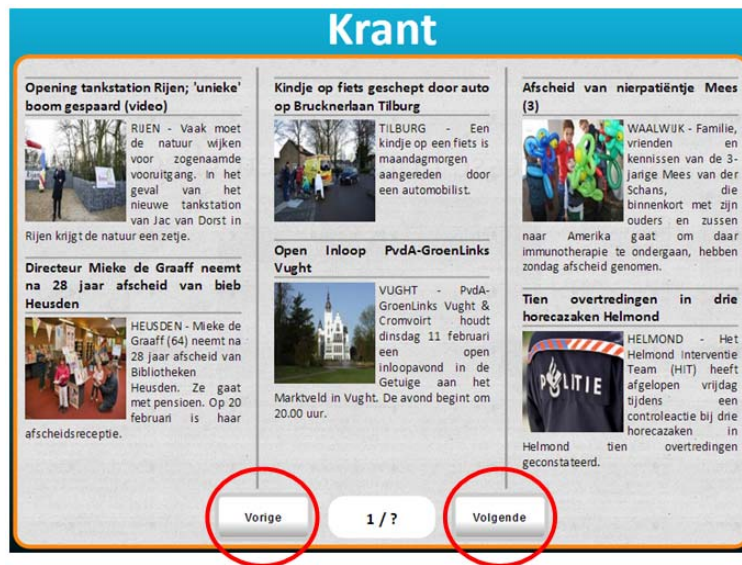 Krant
Opening tankstation Rijen; 'unieke'
boom gespaard (video)
RIJEN - Vaak moet
de natuur wijken
voor zogenaamde
vooruitgang. In het
geval van het
nieuwe tankstation
van Jac van Dorst in
Rijen krijgt de natuur een zetje.
Directeur Mieke de Graaff neemt
na 28 jaar afscheid van bieb
Heusden
HEUSDEN - Mieke de
Graaff (64) neemt na
28 jaar afscheid van
Bibliotheken
Heusden. Ze gaat
met pensioen. Op 20
februari is haar
afscheidsreceptie.
Kindje op fiets geschept door auto
op Brucknerlaan Tilburg
TILBURG - Een
kindje op een fiets is
maandagmorgen
aangereden door
een automobilist.
Open Inloop PvdA-GroenLinks
Vught
VUGHT - PvdA-
GroenLinks Vught &
Cromvoirt houdt
dinsdag 11 februari
een open
inloopavond in de
Getuige aan het
Marktveld in Vught. De avond begint om
20.00 uur.
Afscheid van nierpatiëntje Mees
(3)
WAALWIJK - Familie,
vrienden en
kennissen van de 3-
jarige Mees van der
Schans, die
binnenkort met zijn
ouders en zussen
naar Amerika gaat om daar
immunotherapie te ondergaan, hebben
zondag afscheid genomen.
Tien overtredingen in drie
horecazaken Helmond
POLITIE
HELMOND - Het
Helmond Interventie
Team (HIT) heeft
afgelopen vrijdag
tijdens een
controleactie bij drie
horecazaken in
Helmond tien overtredingen
geconstateerd.
Vorige
1 / ?
Volgende